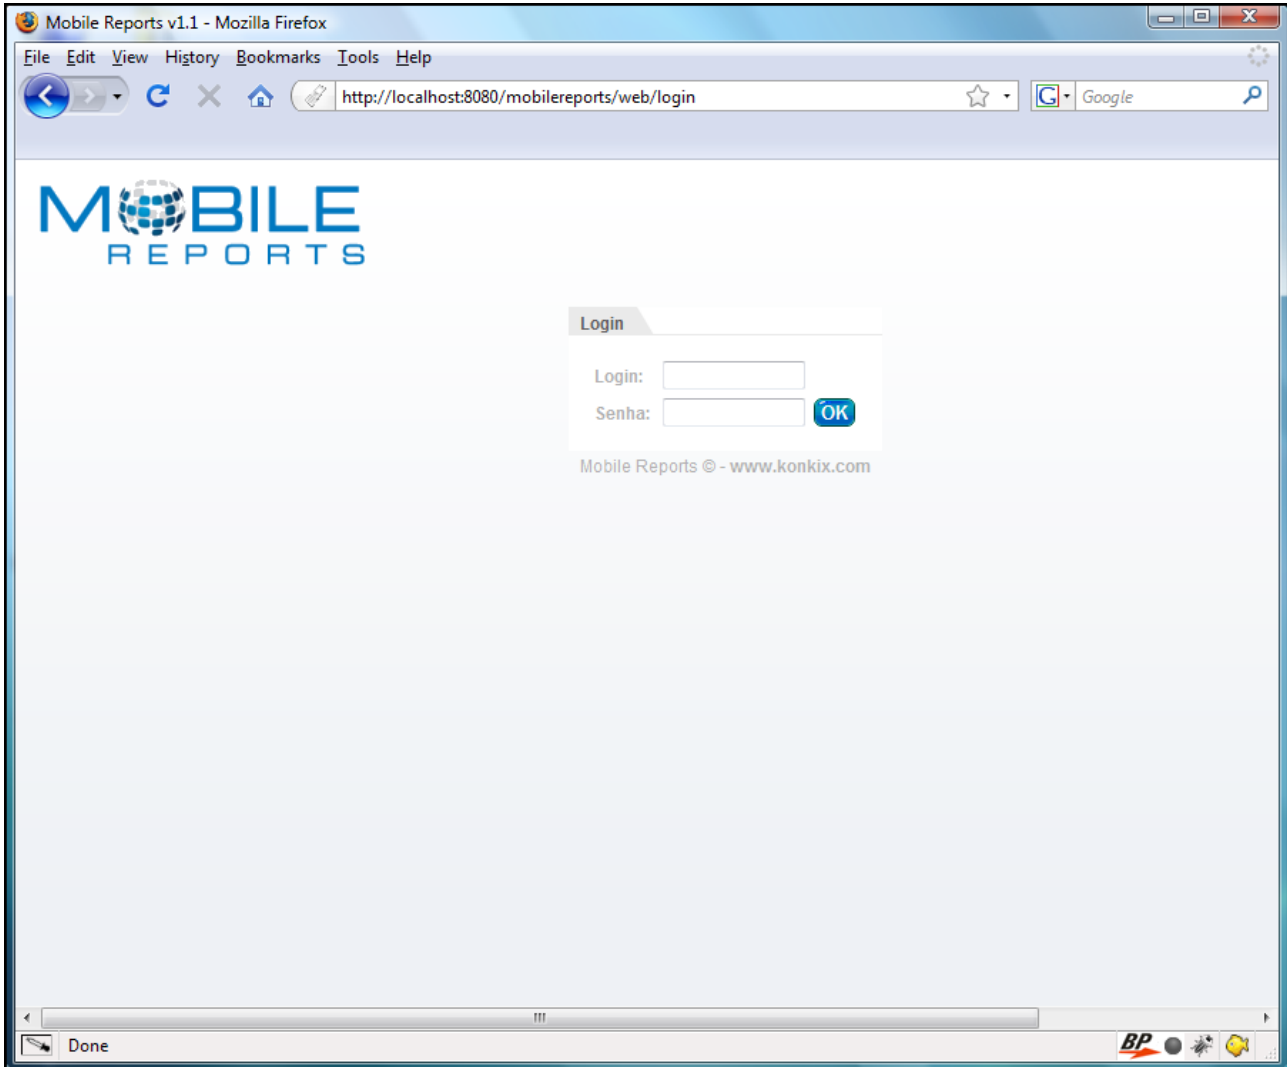 Mobile Reports v1.1 - Mozilla Firefox
File Edit View History Bookmarks Tools Help
http://localhost:8080/mobilereports/web/login
G Google
MOBILE
REPORTS
Login
Login:
Senha: OK
Mobile Reports © - www.konkix.com
Done
BP